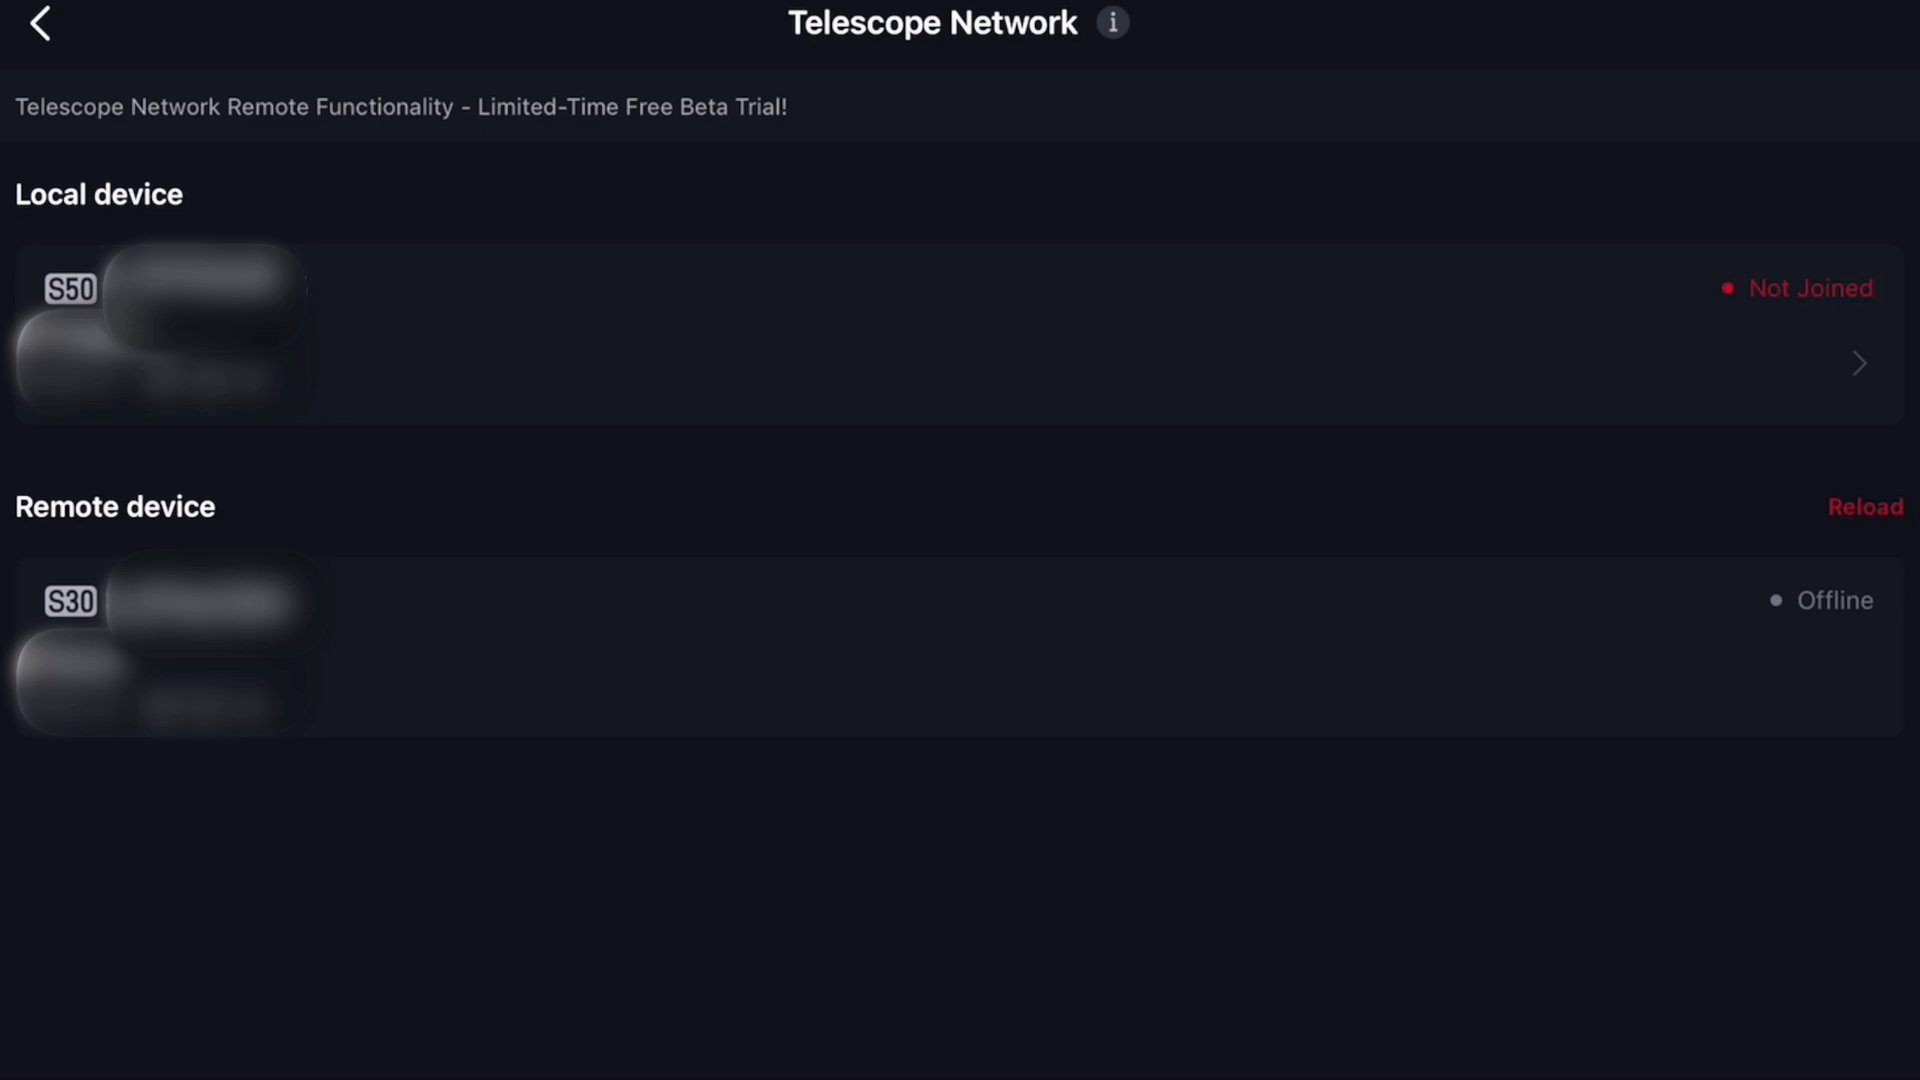 Telescope Network
Telescope Network Remote Functionality - Limited-Time Free Beta Trial!
Local device
S50
Not Joined
Remote device
Reload
S30
Offline